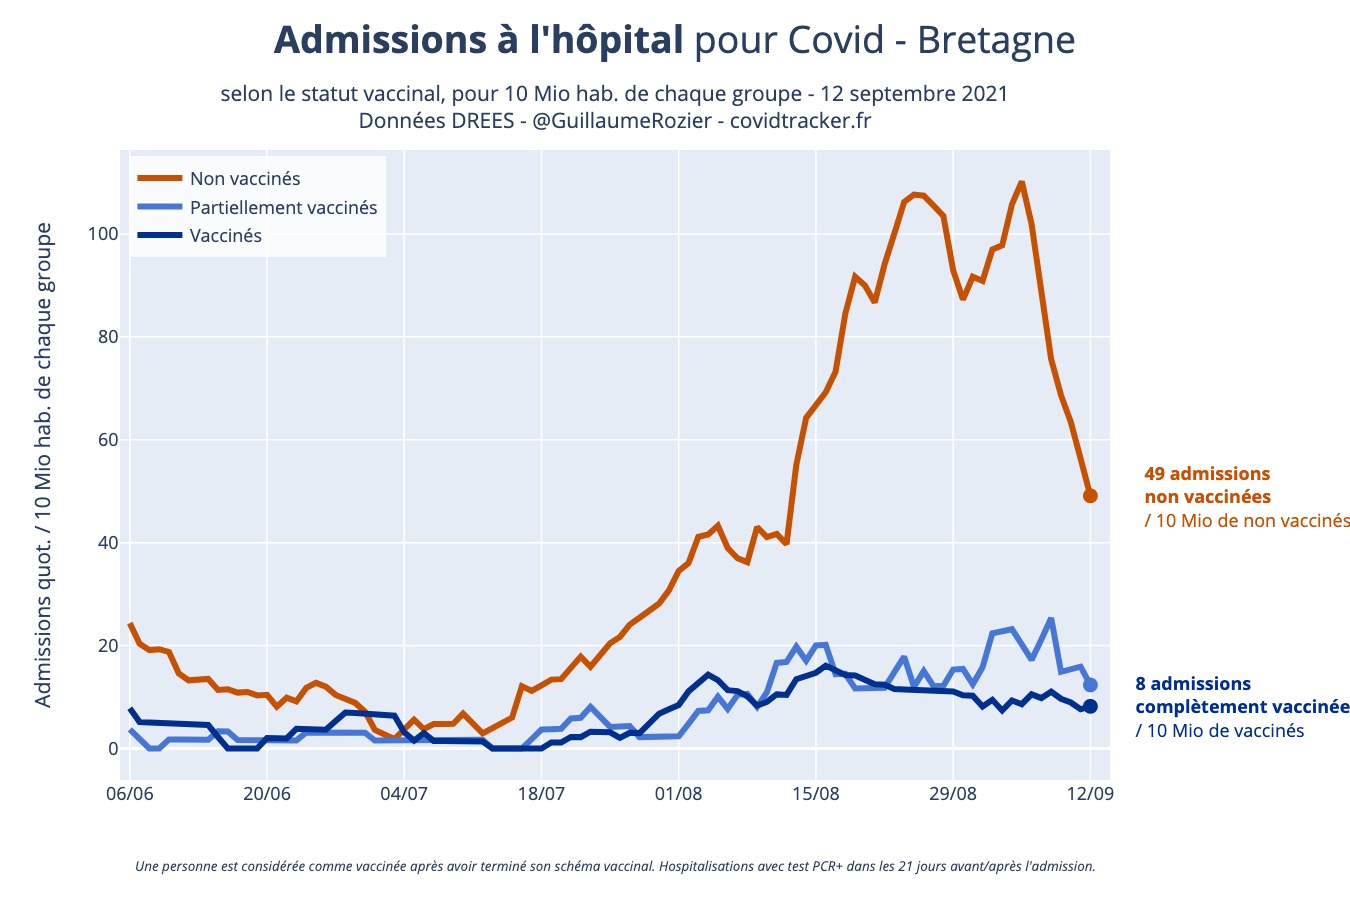 Admissions à l'hôpital pour Covid - Bretagne
selon le statut vaccinal, pour 10 Mio hab. de chaque groupe - 12 septembre 2021
Données DREES - @GuillaumeRozier - covidtracker.fr
Non vaccinés
Partiellement vaccinés
Vaccinés
Admissions quot. / 10 Mio hab. de chaque groupe
100
80
60
40
20
0
06/06
20/06
04/07
18/07
01/08
15/08
29/08
12/09
49 admissions
non vaccinées
/ 10 Mio de non vaccinés
8 admissions
complètement vaccinée
/ 10 Mio de vaccinés
Une personne est considérée comme vaccinée après avoir terminé son schéma vaccinal. Hospitalisations avec test PCR+ dans les 21 jours avant/après l'admission.